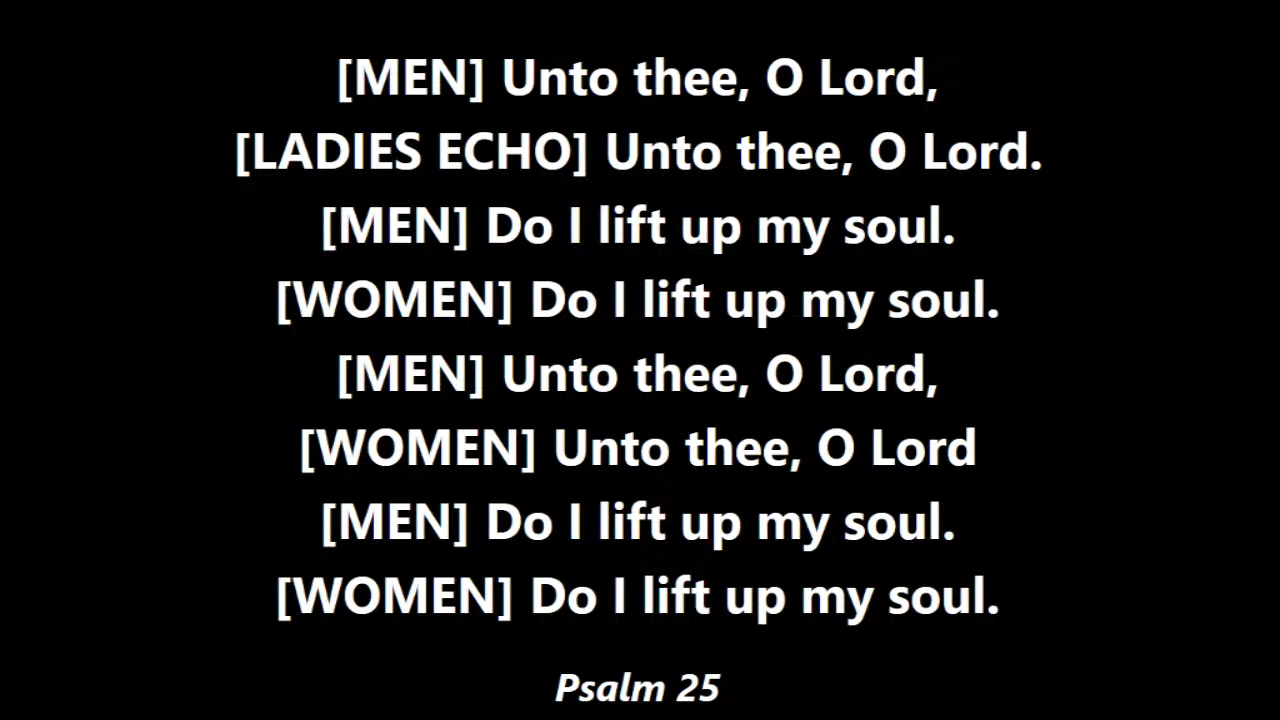 [MEN] Unto thee, O Lord,
[LADIES ECHO] Unto thee, O Lord.
[MEN] Do I lift up my soul.
[WOMEN] Do I lift up my soul.
[MEN] Unto thee, O Lord,
[WOMEN] Unto thee, O Lord
[MEN] Do I lift up my soul.
[WOMEN] Do I lift up my soul.
Psalm 25